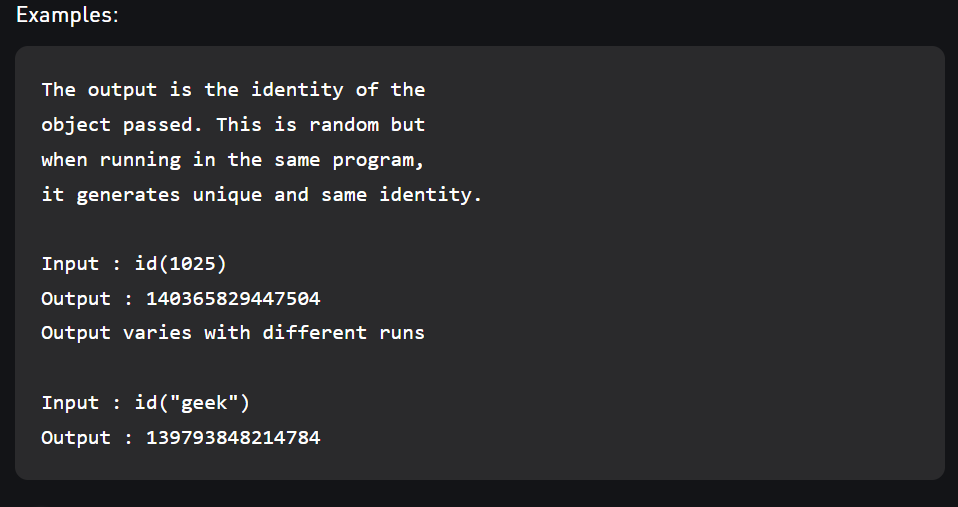 Examples:
The output is the identity of the
object passed. This is random but
when running in the same program,
it generates unique and same identity.
Input : id(1025)
Output : 140365829447504
Output varies with different runs
Input : id("geek")
Output : 139793848214784